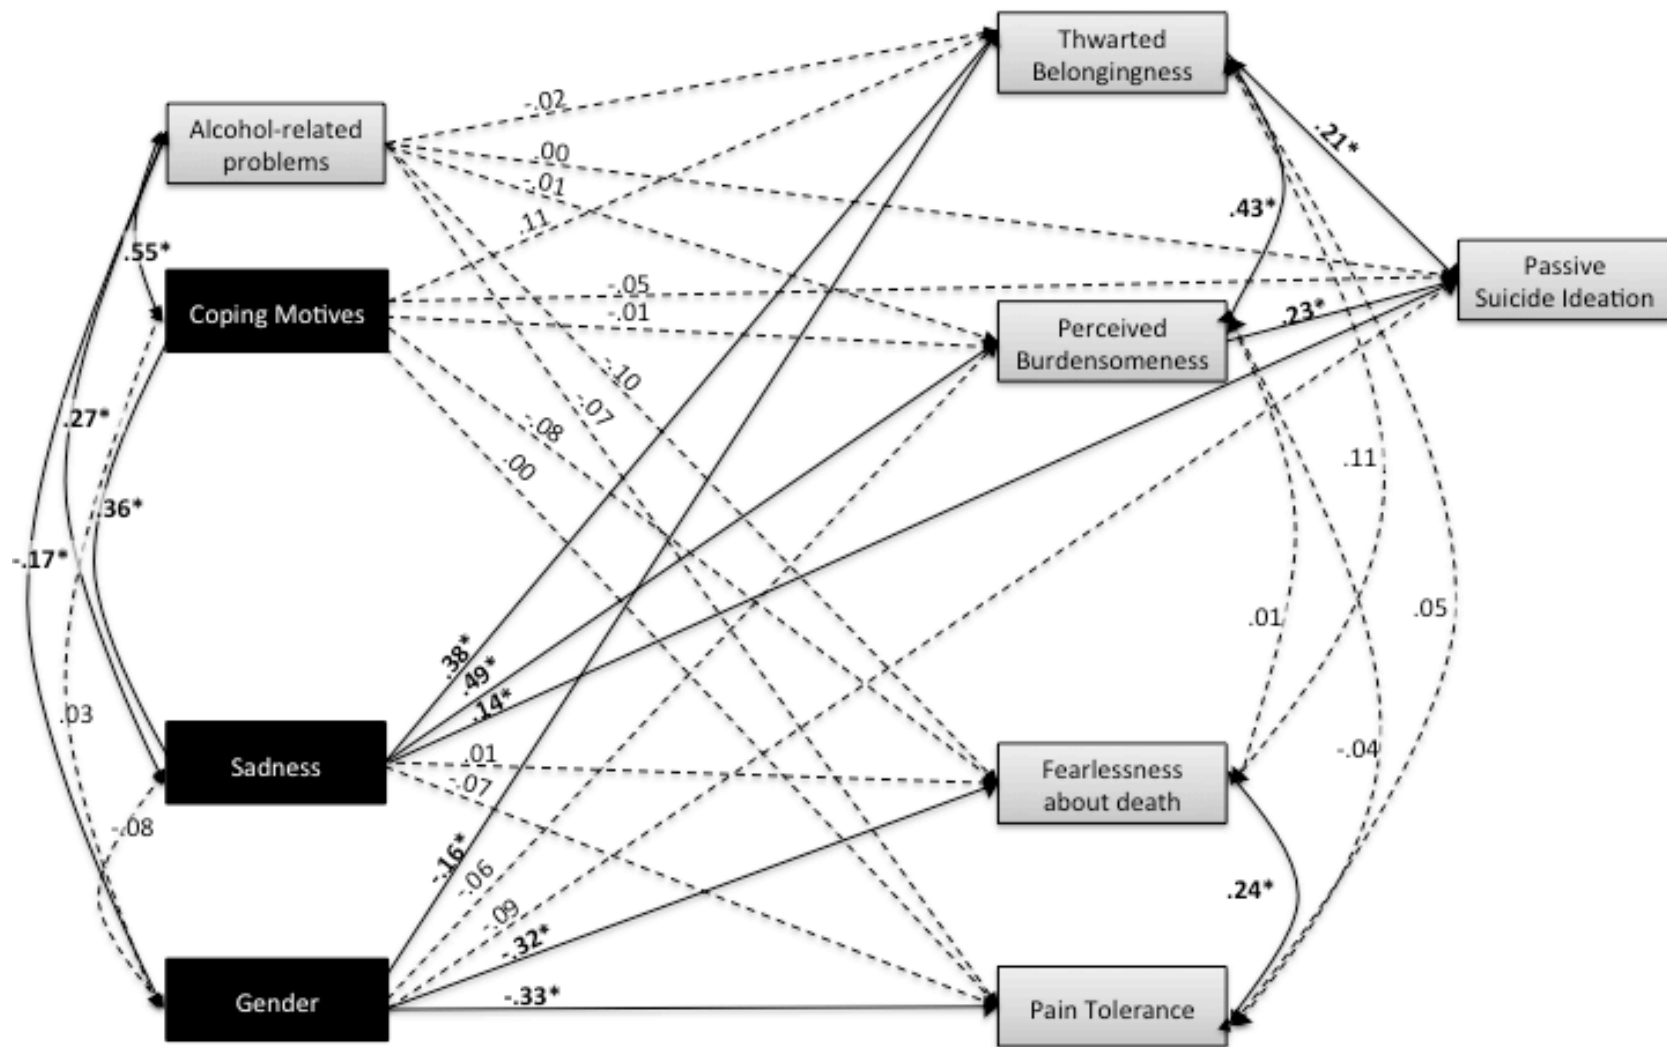 Thwarted
Belongingness
-.02
Alcohol-related
problems
.00
-.01
.21*
.11
.43*
.55*
Passive
Suicide Ideation
-.05
Coping Motives
-.01
.23*
Perceived
Burdensomeness
-.10
-.07
.27*
-.08
.00
.11
.36*
-.17*
.05
.01
.38*
.49*
.14*
.03
-.04
.01
Sadness
-.07
Fearlessness
about death
-.08
-.16*
-.06
.24*
-.09
-.32*
Gender
-.33*
Pain Tolerance